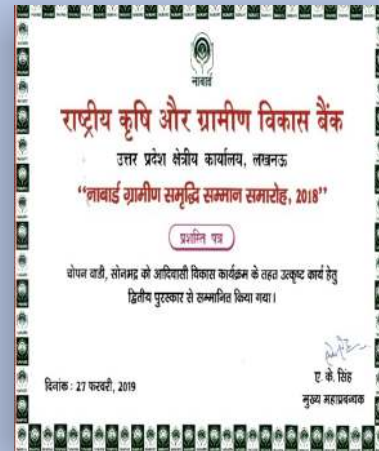 नाबार्ड
राष्ट्रीय कृषि और ग्रामीण विकास बैंक
उत्तर प्रदेश क्षेत्रीय कार्यालय, लखनऊ
“नाबार्ड ग्रामीण समृद्धि सम्मान समारोह, 2018”
प्रशस्ति पत्र
चोपन वाडी, सोनभद्र को आदिवासी विकास कार्यक्रम के तहत उत्कृष्ट कार्य हेतु
द्वितीय पुरस्कार से सम्मानित किया गया।
ए. के. सिंह
दिनांक : 27 फरवरी, 2019
मुख्य महाप्रबन्धक